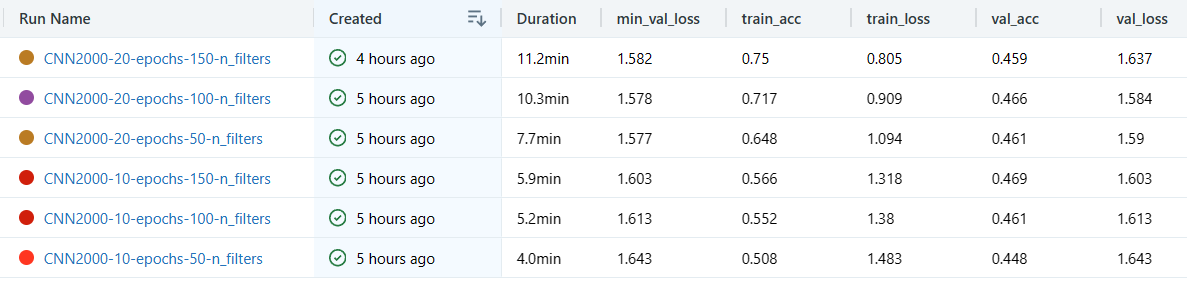 Run Name Created Duration min_val_loss train_acc train_loss val_acc val_loss
CNN2000-20-epochs-150-n_filters 4 hours ago 11.2min 1.582 0.75 0.805 0.459 1.637
CNN2000-20-epochs-100-n_filters 5 hours ago 10.3min 1.578 0.717 0.909 0.466 1.584
CNN2000-20-epochs-50-n_filters 5 hours ago 7.7min 1.577 0.648 1.094 0.461 1.59
CNN2000-10-epochs-150-n_filters 5 hours ago 5.9min 1.603 0.566 1.318 0.469 1.603
CNN2000-10-epochs-100-n_filters 5 hours ago 5.2min 1.613 0.552 1.38 0.461 1.613
CNN2000-10-epochs-50-n_filters 5 hours ago 4.0min 1.643 0.508 1.483 0.448 1.643